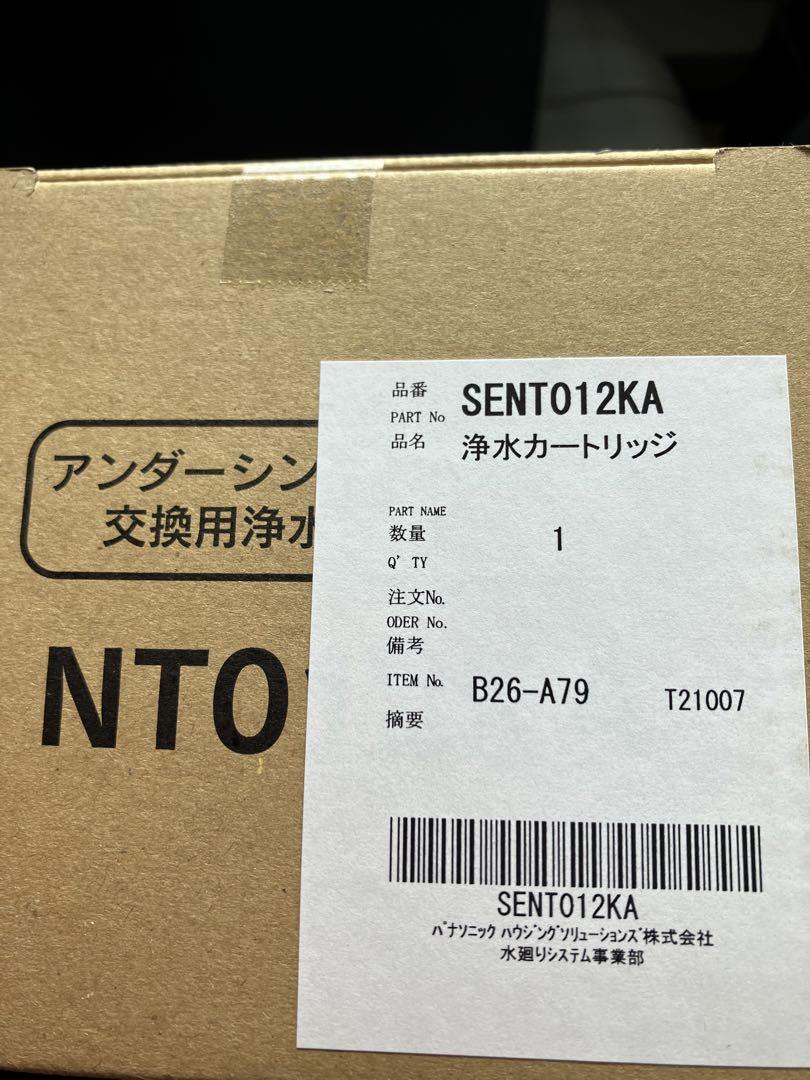 アンダーシン
交換用浄水
NT0
品番
PART No
SENT012KA
品名
浄水カートリッジ
PART NAME
数量
1
Q'TY
注文No.
ODER No.
備考
ITEM No.
B26-A79
T21007
摘要
SENT012KA
パナソニック ハウジングソリューションズ株式会社
水廻りシステム事業部